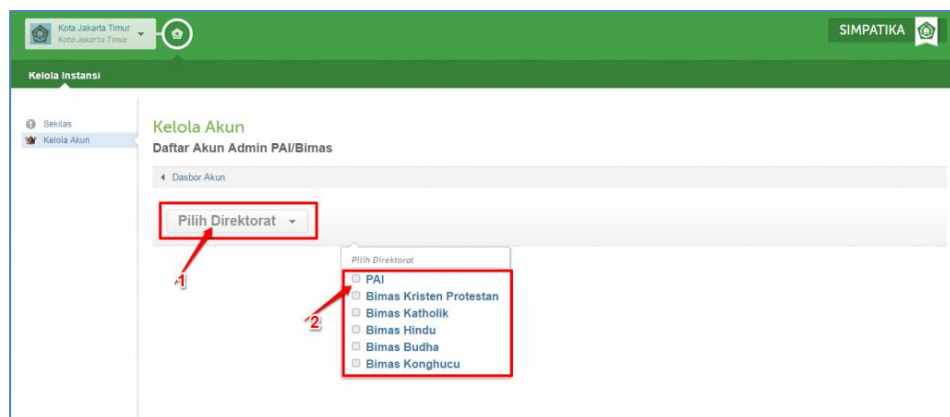 Kota Jakarta Timur
Kota Jakarta Timur
SIMPATIKA
Kelola Instansi
Sekilas
Kelola Akun
Kelola Akun
Daftar Akun Admin PAI/Bimas
Dasbor Akun
Pilih Direktorat
1
Pilih Direktorat
PAI
Bimas Kristen Protestan
2
Bimas Katholik
Bimas Hindu
Bimas Budha
Bimas Konghucu